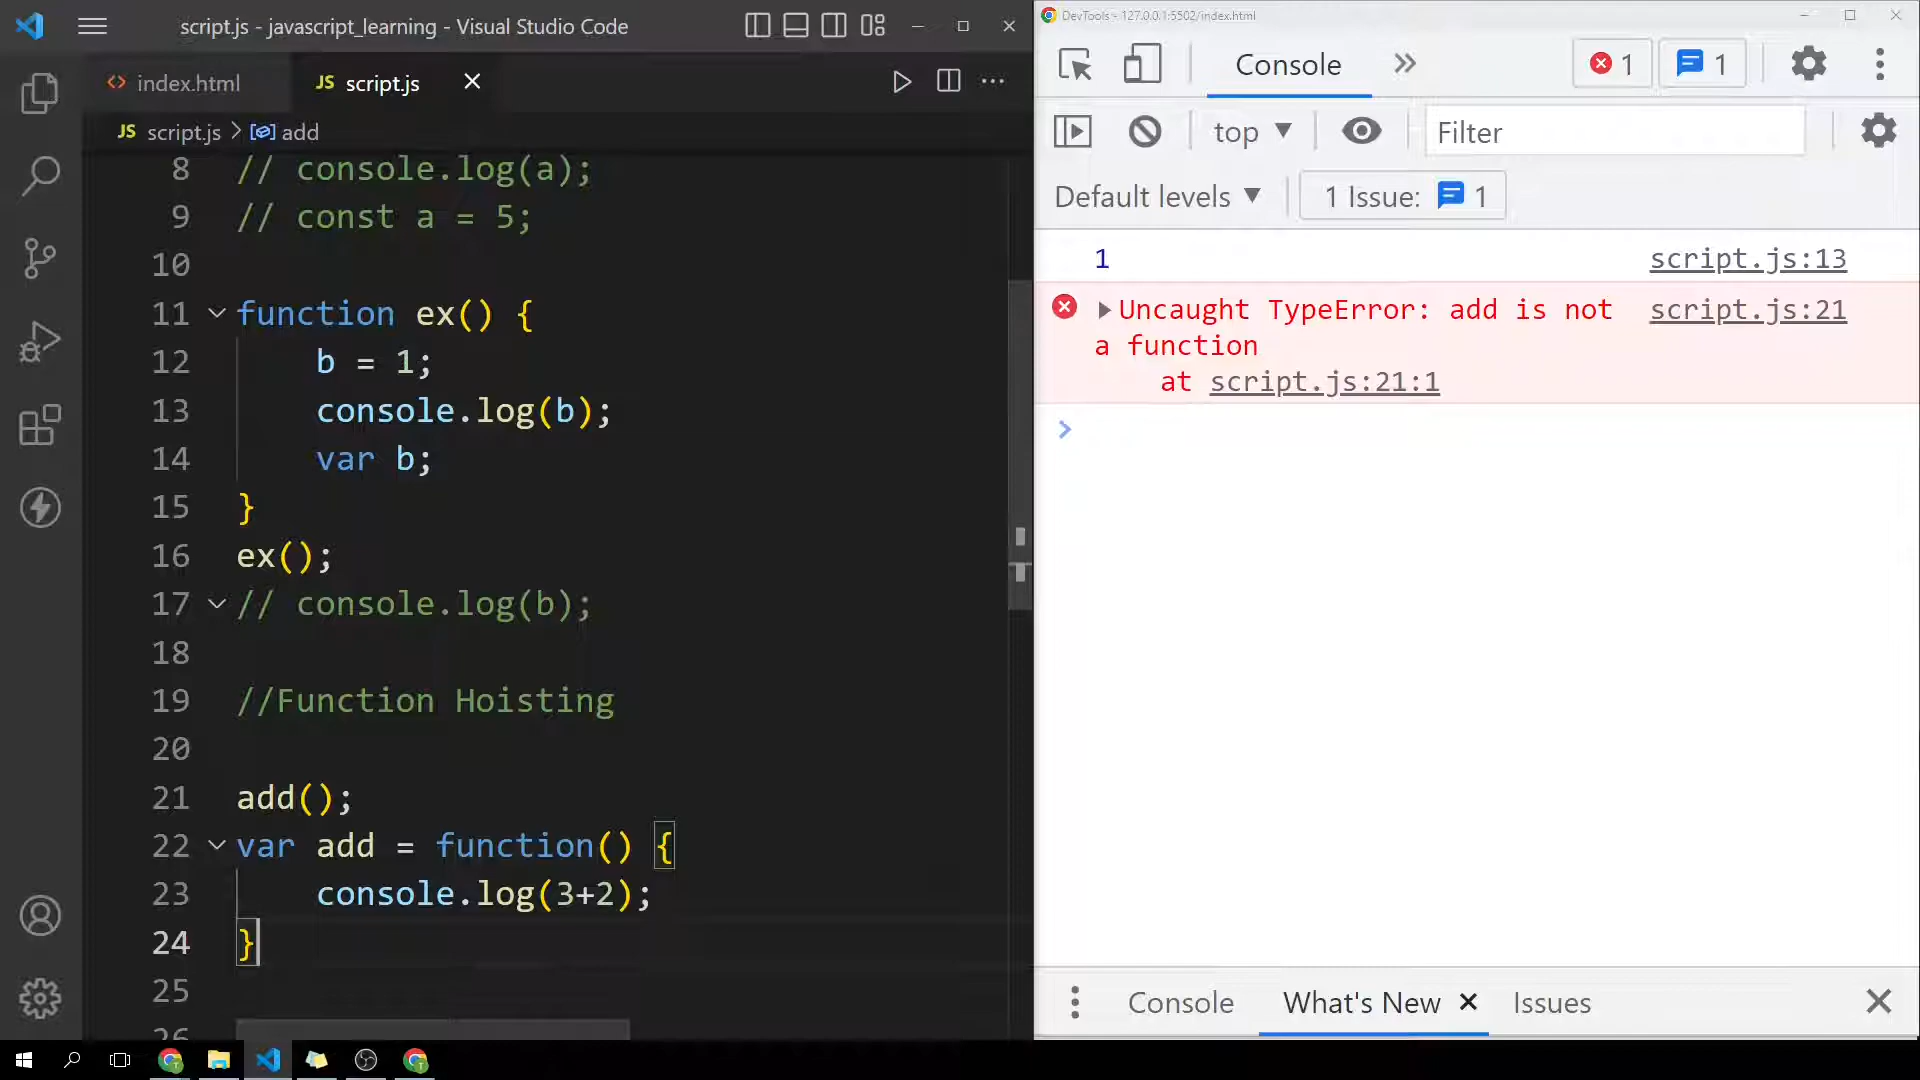 script.js - javascript_learning - Visual Studio Code
index.html
JS script.js
JS script.js > add
8 // console.log(a);
9 // const a = 5;
10
11 function ex() {
12 b = 1;
13 console.log(b);
14 var b;
15 }
16 ex();
17 // console.log(b);
18
19 //Function Hoisting
20
21 add();
22 var add = function() {
23 console.log(3+2);
24 }
25
26
DevTools - 127.0.0.1:5502/index.html
Console 1 1
top Filter
Default levels 1 Issue: 1
1 script.js:13
Uncaught TypeError: add is not script.js:21
a function
at script.js:21:1
Console What's New Issues